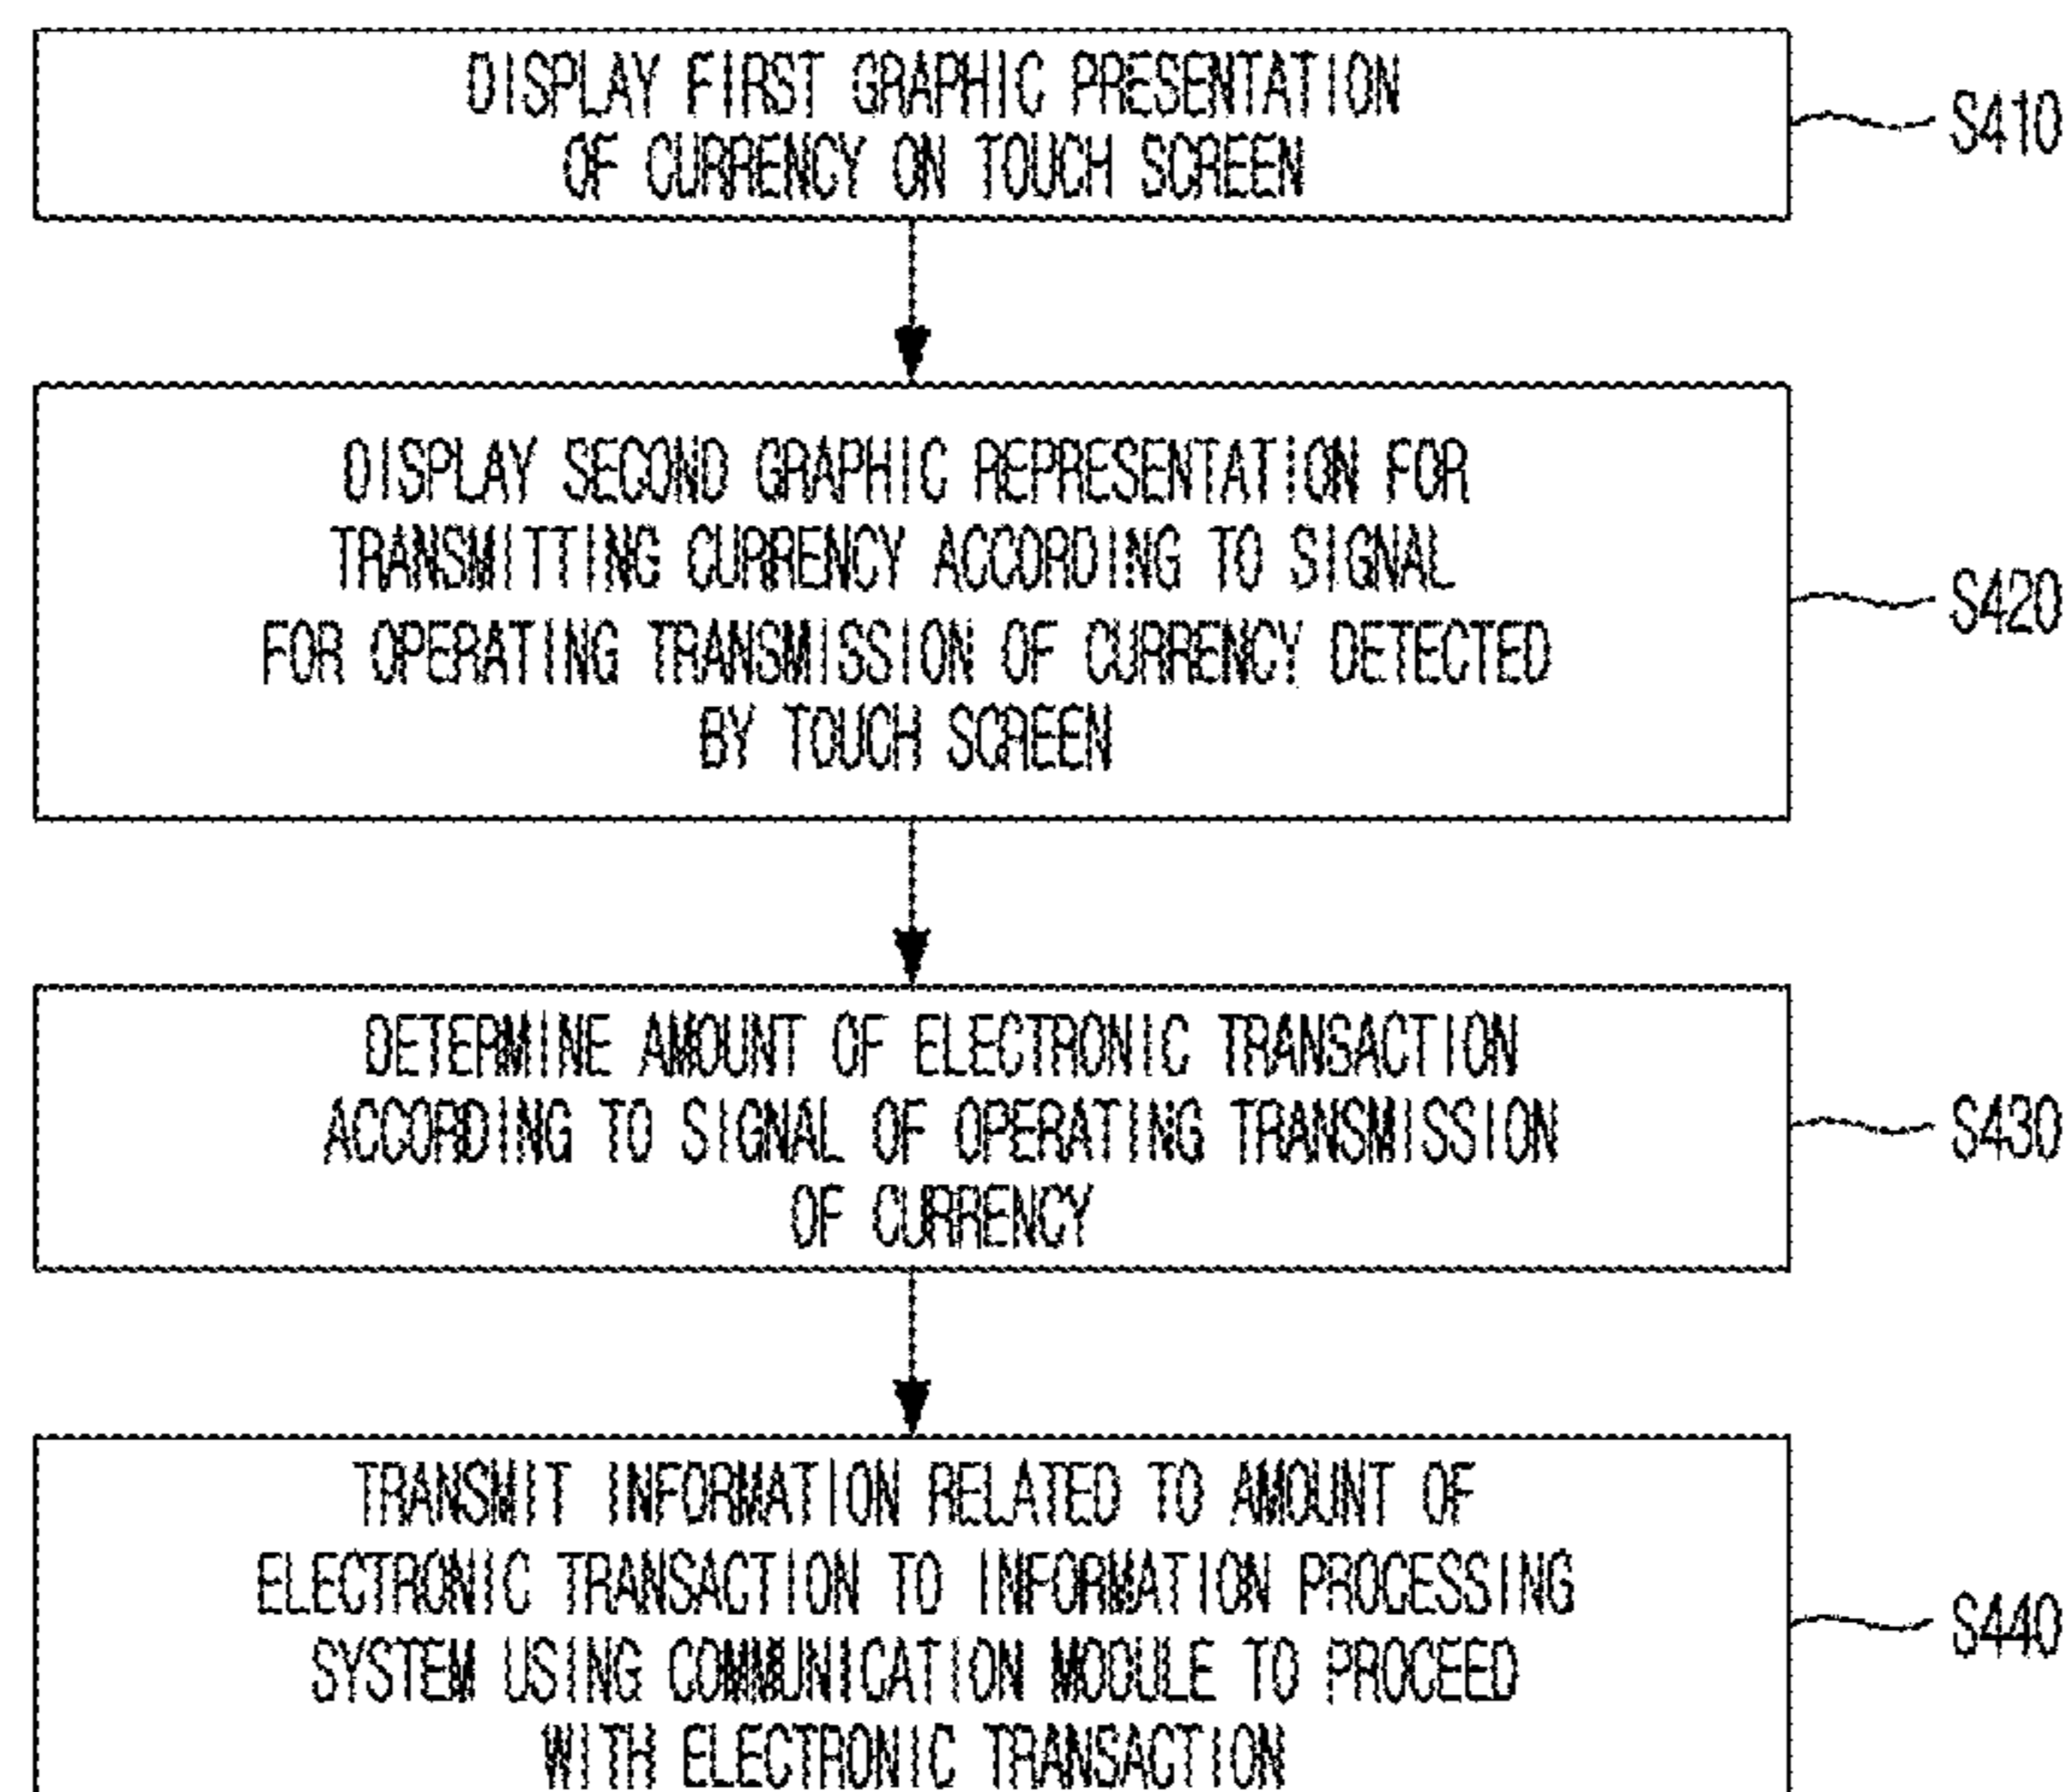 DISPLAY FIRST GRAPHIC PRESENTATION
OF CURRENCY ON TOUCH SCREEN
S410
DISPLAY SECOND GRAPHIC REPRESENTATION FOR
TRANSMITTING CURRENCY ACCORDING TO SIGNAL
FOR OPERATING TRANSMISSION OF CURRENCY DETECTED
BY TOUCH SCREEN
S420
DETERMINE AMOUNT OF ELECTRONIC TRANSACTION
ACCORDING TO SIGNAL OF OPERATING TRANSMISSION
OF CURRENCY
S430
TRANSMIT INFORMATION RELATED TO AMOUNT OF
ELECTRONIC TRANSACTION TO INFORMATION PROCESSING
SYSTEM USING COMMUNICATION MODULE TO PROCEED
WITH ELECTRONIC TRANSACTION
S440